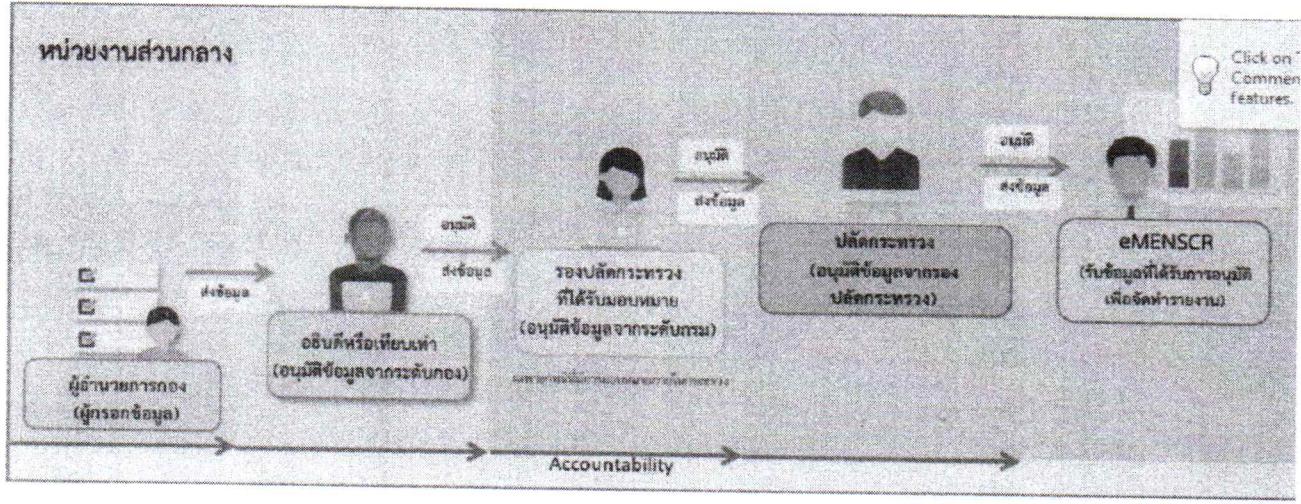 หน่วยงานส่วนกลาง
Click on
Commen
features.
ส่งข้อมูล
อนุมัติ
ส่งข้อมูล
อนุมัติ
ส่งข้อมูล
อนุมัติ
ส่งข้อมูล
ผู้อำนวยการกอง
(ผู้กรอกข้อมูล)
อธิบดีหรือเทียบเท่า
(อนุมัติข้อมูลจากระดับกอง)
รองปลัดกระทรวง
ที่ได้รับมอบหมาย
(อนุมัติข้อมูลจากระดับกรม)
ปลัดกระทรวง
(อนุมัติข้อมูลจากรอง
ปลัดกระทรวง)
eMENSCR
(รับข้อมูลที่ได้รับการอนุมัติ
เพื่อจัดทำรายงาน)
Accountability